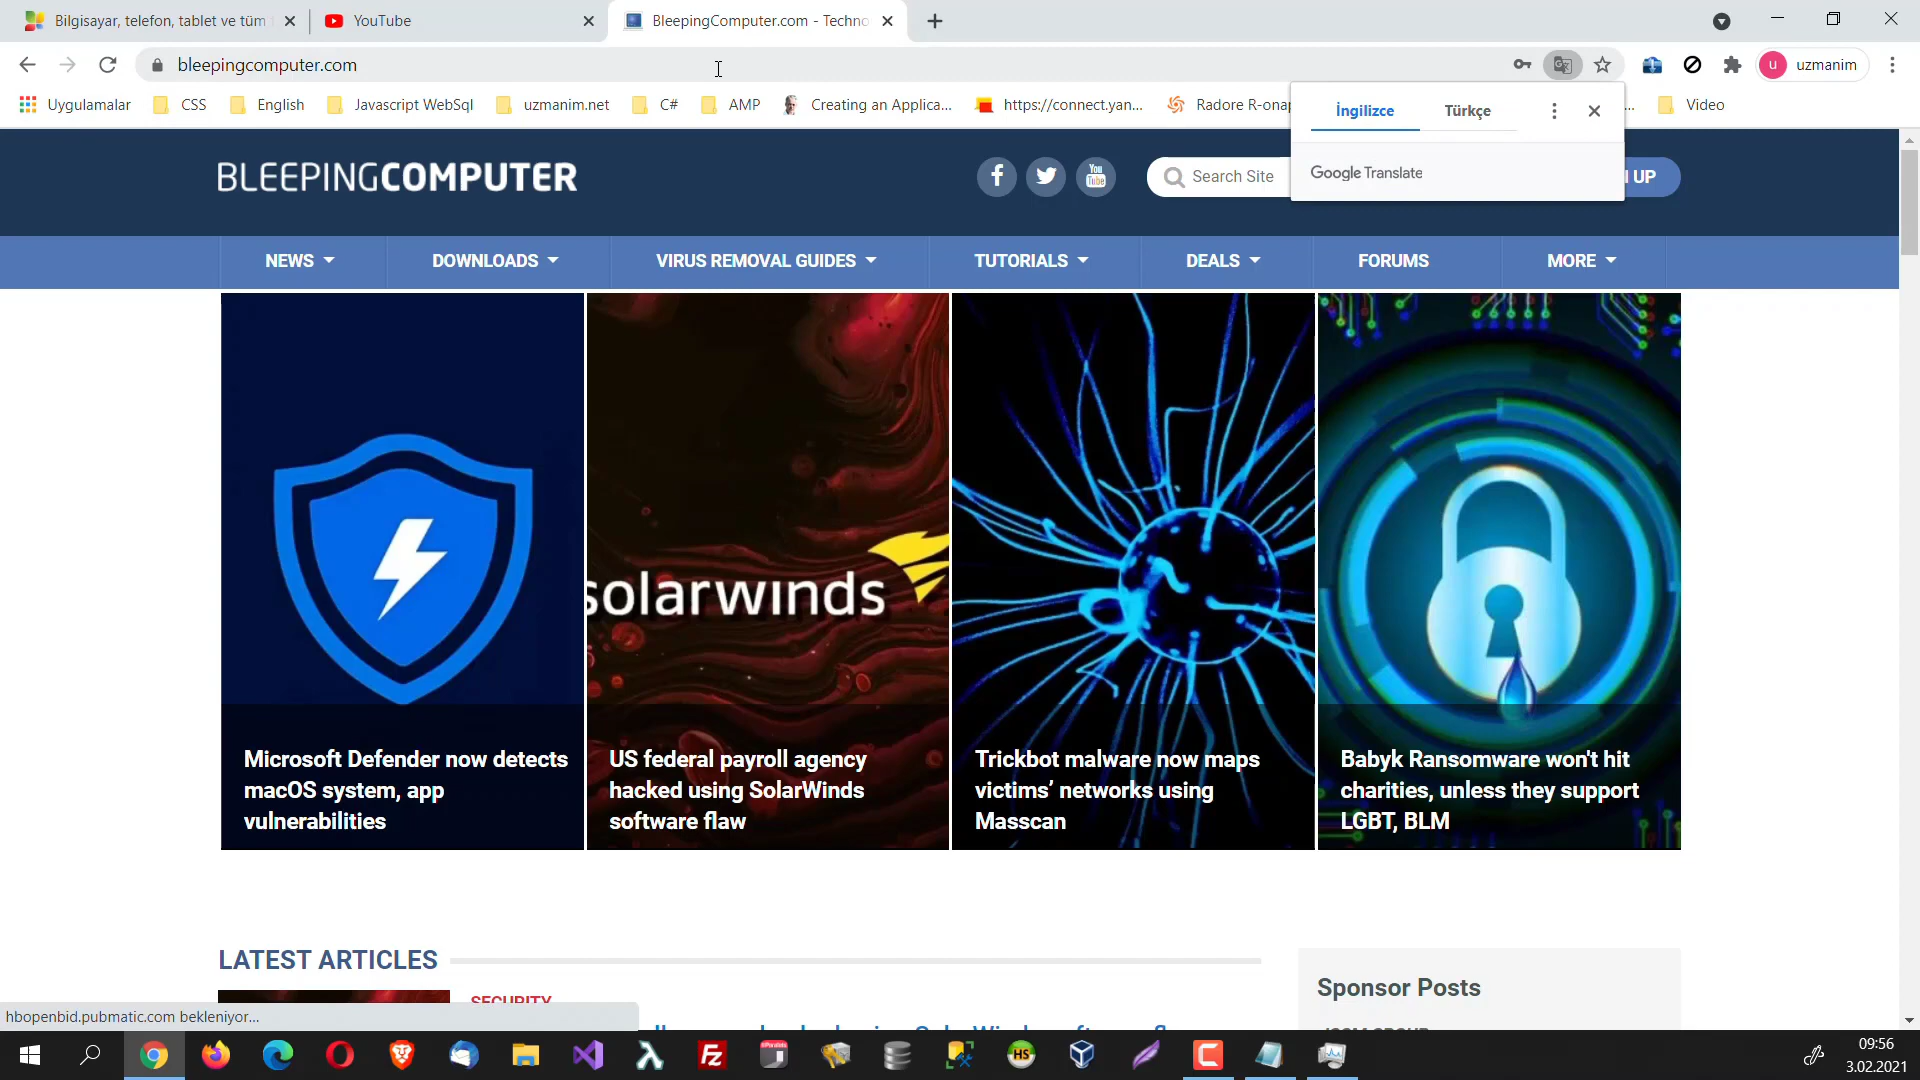 Bilgisayar, telefon, tablet ve tüm
YouTube
BleepingComputer.com - Techno
bleepingcomputer.com
uzmanim
Uygulamalar
CSS
English
Javascript WebSql
uzmanim.net
C#
AMP
Creating an Applica...
https://connect.yan...
Radore R-onap
Video
İngilizce
Türkçe
Google Translate
BLEEPINGCOMPUTER
You
Tube
Search Site
UP
NEWS
DOWNLOADS
VIRUS REMOVAL GUIDES
TUTORIALS
DEALS
FORUMS
MORE
solarwinds
Microsoft Defender now detects
macOS system, app
vulnerabilities
US federal payroll agency
hacked using SolarWinds
software flaw
Trickbot malware now maps
victims’ networks using
Masscan
Babyk Ransomware won't hit
charities, unless they support
LGBT, BLM
LATEST ARTICLES
SECURITY
Sponsor Posts
hbopenbid.pubmatic.com bekleniyor...
09:56
3.02.2021